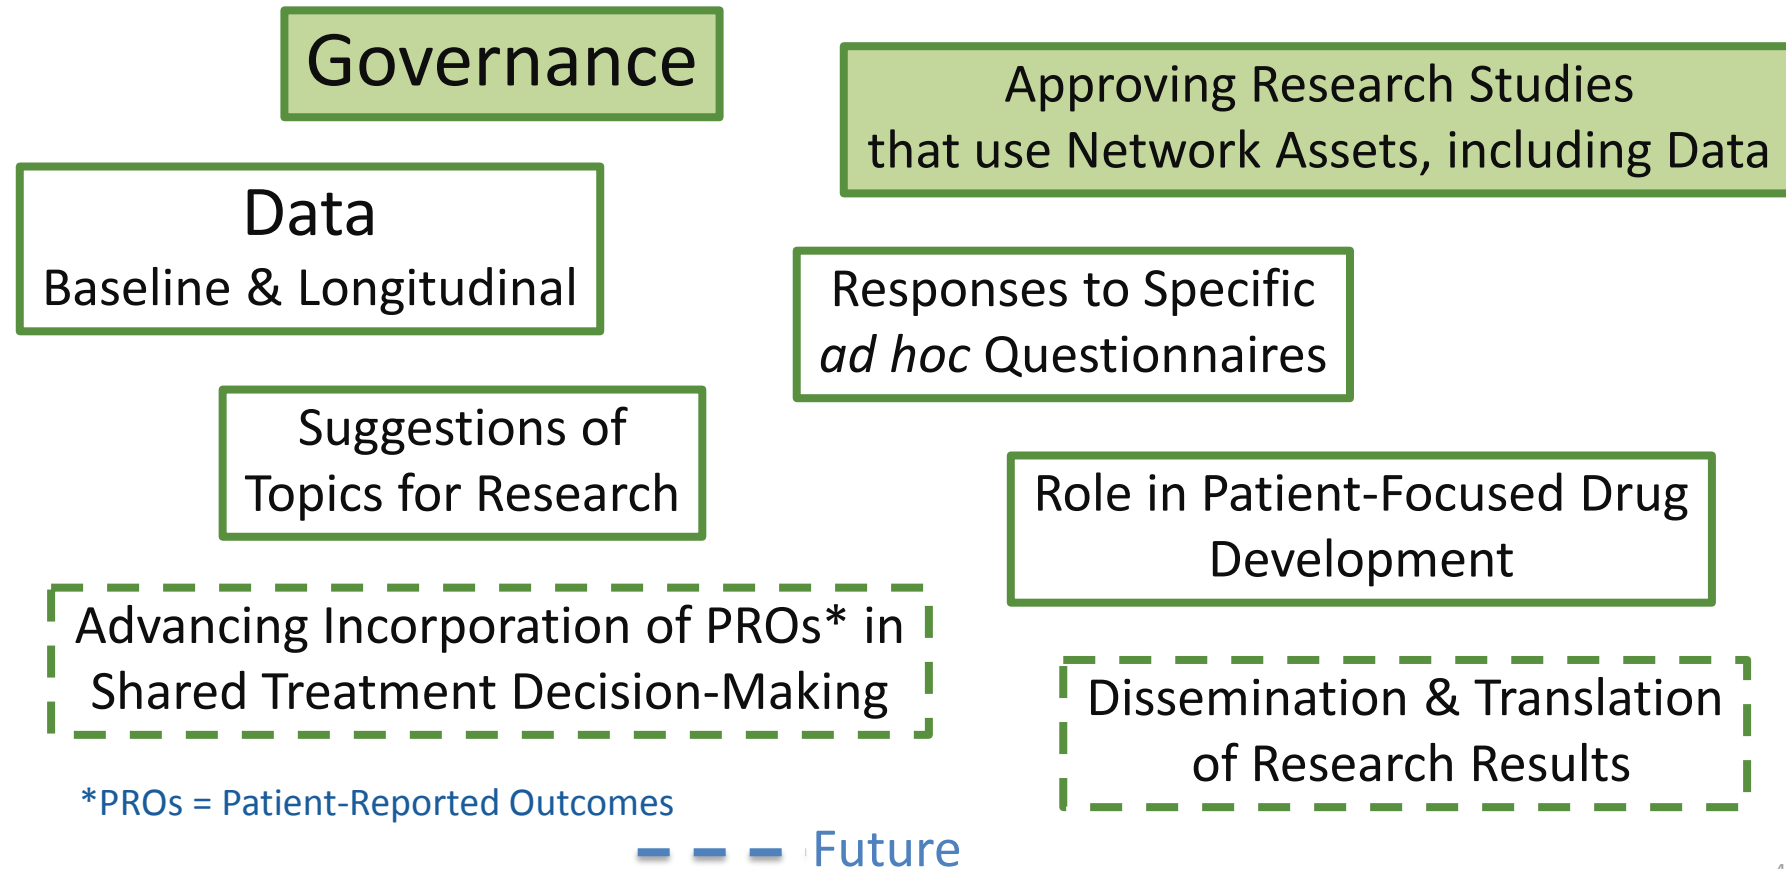 Governance
Approving Research Studies
that use Network Assets, including Data
Data
Baseline & Longitudinal
Responses to Specific
ad hoc Questionnaires
Suggestions of
Topics for Research
Role in Patient-Focused Drug
Development
Advancing Incorporation of PROs* in
Shared Treatment Decision-Making
Dissemination & Translation
of Research Results
*PROs = Patient-Reported Outcomes
Future